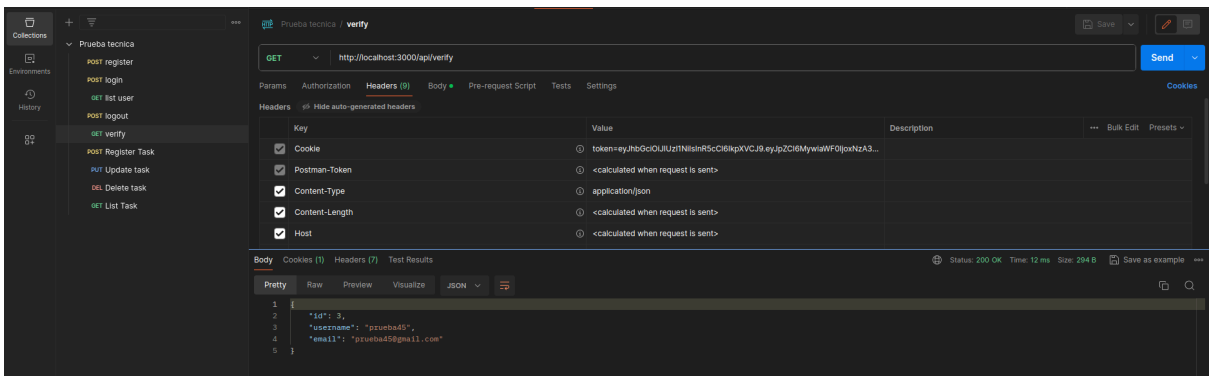 Prueba tecnica / verify
Save
Collections
Prueba tecnica
Environments
POST register
GET http://localhost:3000/api/verify Send
POST login
GET list user
Params Authorization Headers (9) Body Pre-request Script Tests Settings Cookies
History
POST logout
Headers Hide auto-generated headers
GET verify
Key Value Description Bulk Edit Presets
POST Register Task
Cookie
PUT Update task
Postman-Token <calculated when request is sent>
DEL Delete task
Content-Type application/json
GET List Task
Content-Length <calculated when request is sent>
Host <calculated when request is sent>
Body Cookies (1) Headers (7) Test Results Status: 200 OK Time: 12 ms Size: 294 B Save as example
Pretty Raw Preview Visualize JSON
1 {
2 "id": 3,
3 "username": "prueba45",
4 "email": "prueba45@gmail.com"
5 }